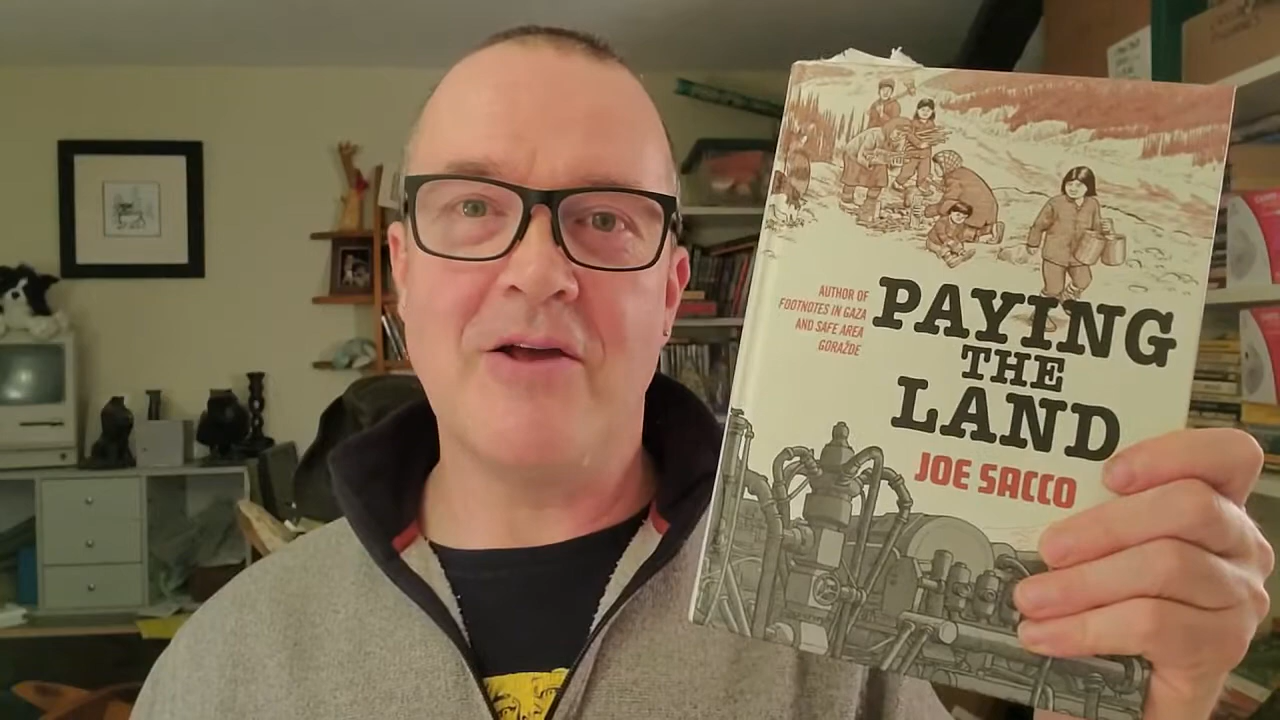 AUTHOR OF
FOOTNOTES IN GAZA
AND SAFE AREA
GORAŽDE
PAYING
THE
LAND
JOE SACCO